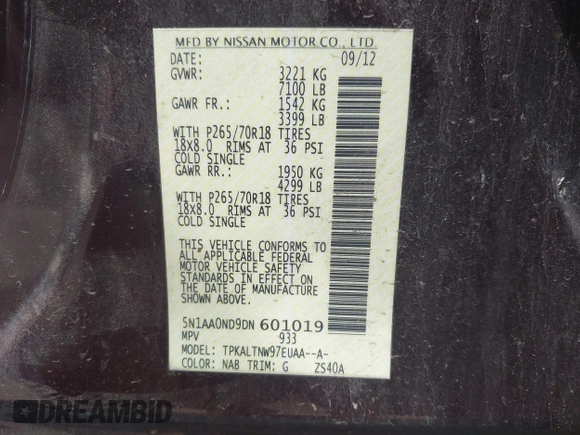 MFD BY NISSAN MOTOR CO., LTD.
DATE: 09/12
GVWR: 3221 KG
7100 LB
GAWR FR.: 1542 KG
3399 LB
WITH P265/70R18 TIRES
18X8.0 RIMS AT 36 PSI
COLD SINGLE
GAWR RR.: 1950 KG
4299 LB
WITH P265/70R18 TIRES
18X8.0 RIMS AT 36 PSI
COLD SINGLE
THIS VEHICLE CONFORMS TO
ALL APPLICABLE FEDERAL
MOTOR VEHICLE SAFETY
STANDARDS IN EFFECT ON
THE DATE OF MANUFACTURE
SHOWN ABOVE.
5N1AA0ND9DN 601019
MPV 933
MODEL: TPKALTNW97EUAA--A-
COLOR: NAB TRIM: G ZS40A
DREAMBID